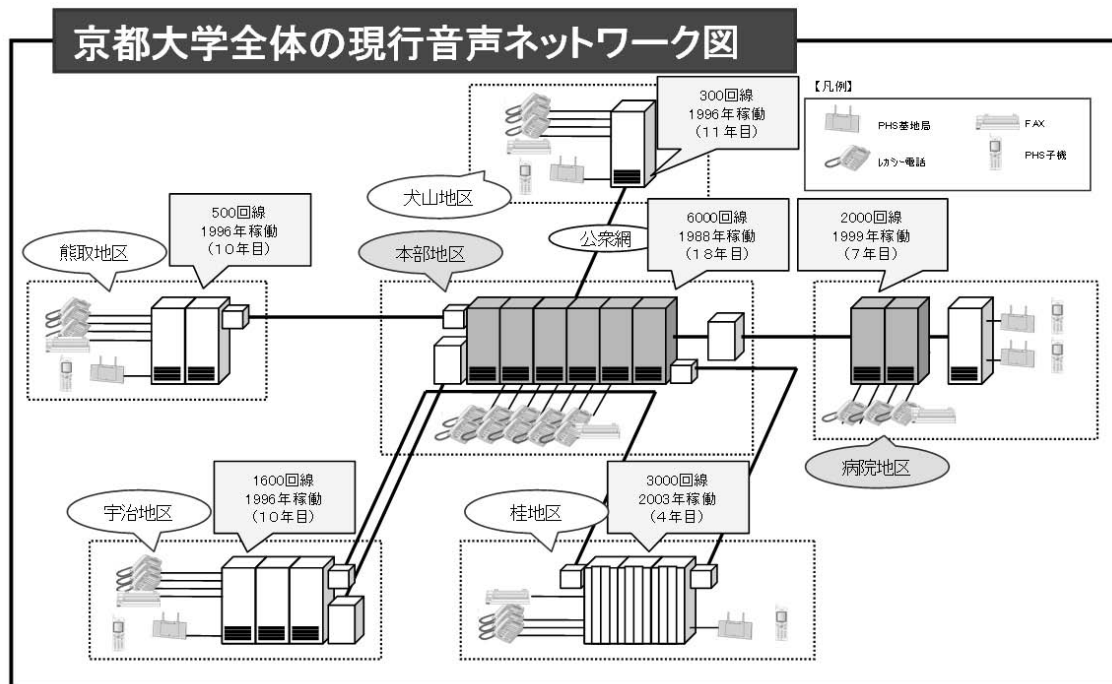 京都大学全体の現行音声ネットワーク図
【凡例】
PHS基地局
FAX
レガシー電話
PHS子機
300回線
1996年稼働
(11年目)
犬山地区
500回線
1996年稼働
(10年目)
熊取地区
本部地区
公衆網
6000回線
1988年稼働
(18年目)
2000回線
1999年稼働
(7年目)
病院地区
1600回線
1996年稼働
(10年目)
宇治地区
3000回線
2003年稼働
(4年目)
桂地区